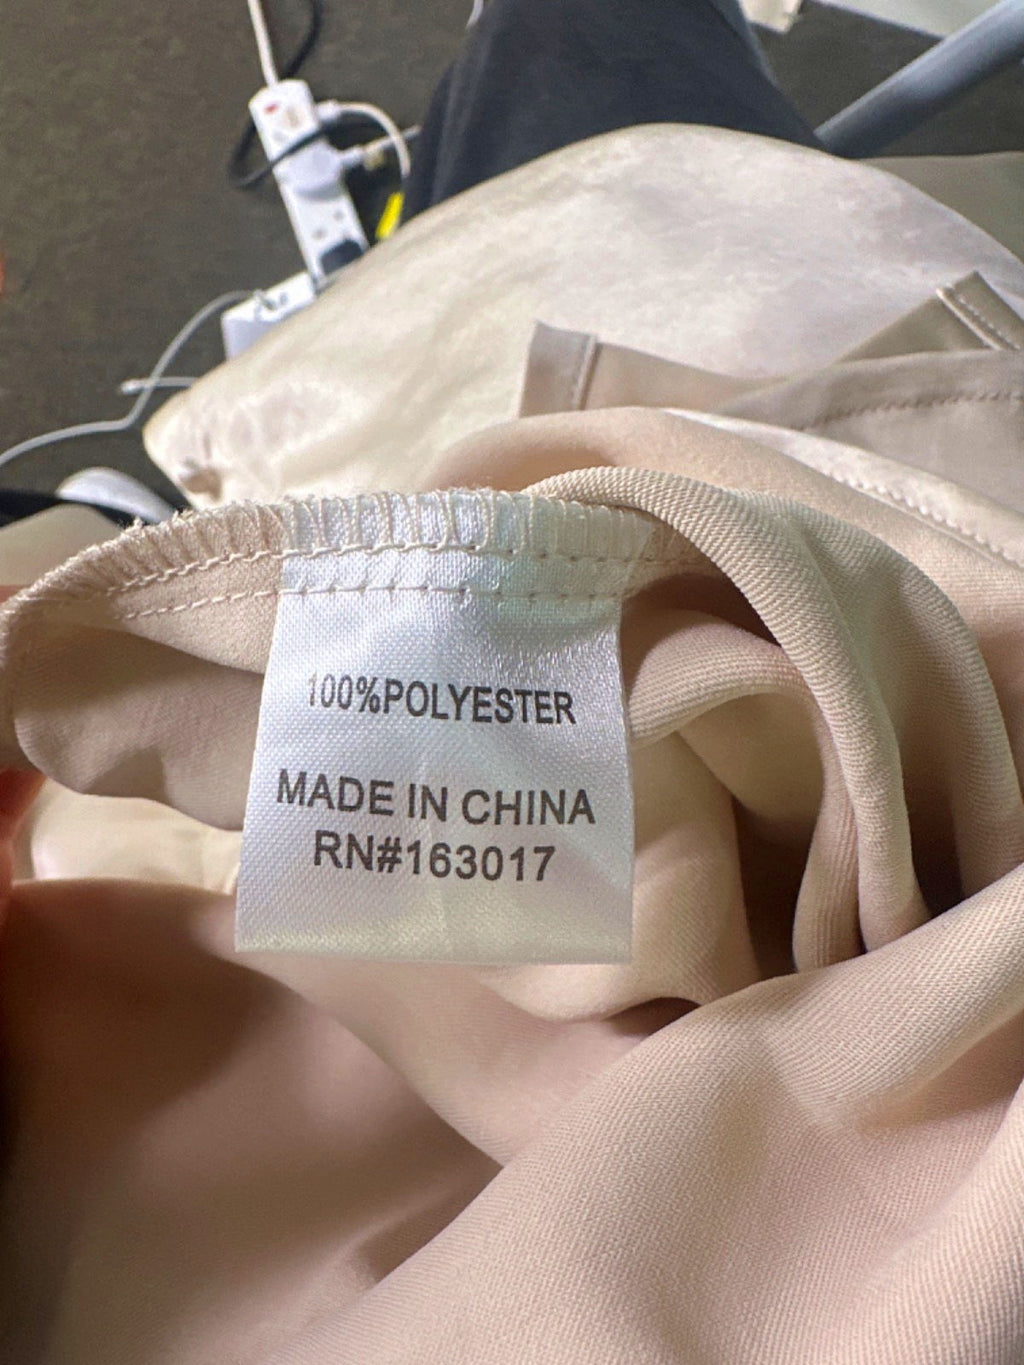 100%POLYESTER
MADE IN CHINA
RN#163017